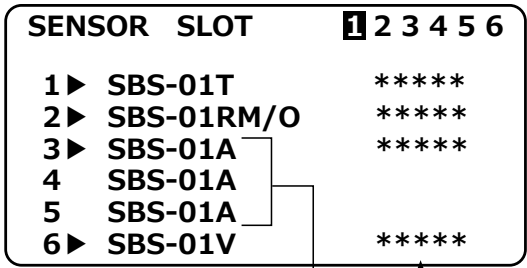 SENSOR SLOT 1 2 3 4 5 6
1▶ SBS-01T *****
2▶ SBS-01RM/O *****
3▶ SBS-01A *****
4 SBS-01A
5 SBS-01A
6▶ SBS-01V *****